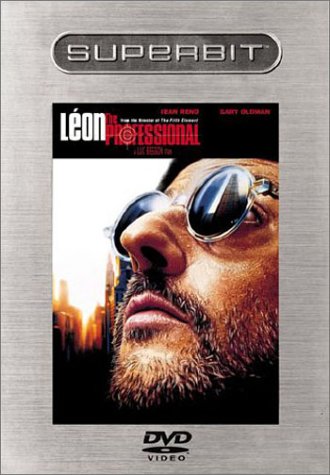 SUPERBIT
JEAN RENO GARY OLDMAN
from the Director of The Fifth Element
LÉON The
PROFESSIONAL
A LUC BESSON FILM
DVD
VIDEO